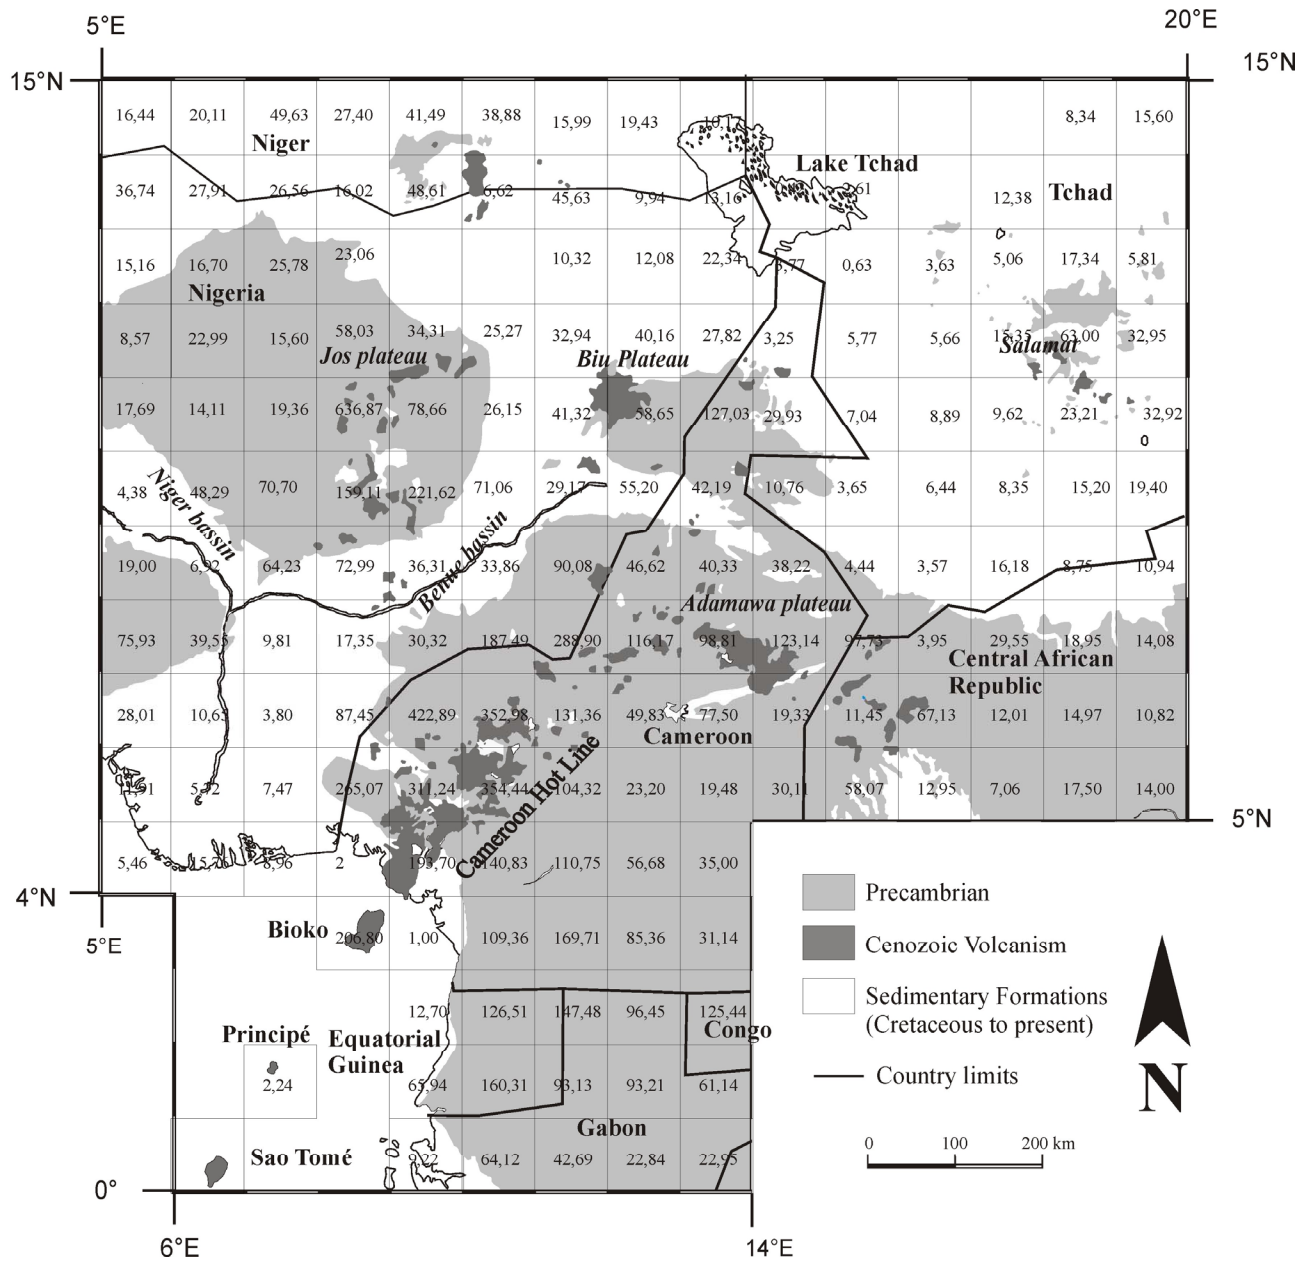 5°E
20°E
15°N
15°N
16,44 20,11 49,63 27,40 41,49 38,88 15,99 19,43 8,34 15,60
Niger
Lake Tchad
Tchad
36,74 27,91 26,56 16,02 48,61 6,62 45,63 9,94 13,16 12,38
15,16 16,70 25,78 23,06 10,32 12,08 22,34 0,63 3,63 5,06 17,34 5,81
Nigeria
8,57 22,99 15,60 58,03 34,31 25,27 32,94 40,16 27,82 3,25 5,77 5,66 15,35 63,00 32,95
Salamat
Jos plateau
Biu Plateau
17,69 14,11 19,36 636,87 78,66 26,15 41,32 58,65 127,03 29,93 7,04 8,89 9,62 23,21 32,92
4,38 48,29 70,70 159,11 221,62 71,06 29,17 55,20 42,19 10,76 3,65 6,44 8,35 15,20 19,40
Niger bassin
Benue bassin
19,00 6,92 64,23 72,99 36,31 33,86 90,08 46,62 40,33 38,22 4,44 3,57 16,18 8,75 10,94
Adamawa plateau
75,93 39,55 9,81 17,35 30,32 187,49 288,90 116,17 98,81 123,14 97,73 3,95 29,55 18,95 14,08
Central African
Republic
28,01 10,65 3,80 87,45 422,89 352,98 131,36 49,83 77,50 19,33 11,45 67,13 12,01 14,97 10,82
Cameroon
Cameroon Hot Line
11,91 5,42 7,47 265,07 311,24 354,44 104,32 23,20 19,48 30,11 58,07 12,95 7,06 17,50 14,00
5°N
5,46 8,96 2 193,70 140,83 110,75 56,68 35,00
4°N
5°E
Bioko
206,80 1,00 109,36 169,71 85,36 31,14
12,70 126,51 147,48 96,45 125,44
Congo
Principé
Equatorial
Guinea
2,24 65,94 160,31 93,13 93,21 61,14
Gabon
Sao Tomé
9,22 64,12 42,69 22,84 22,95
0°
6°E
14°E
Precambrian
Cenozoic Volcanism
Sedimentary Formations
(Cretaceous to present)
Country limits
N
0 100 200 km